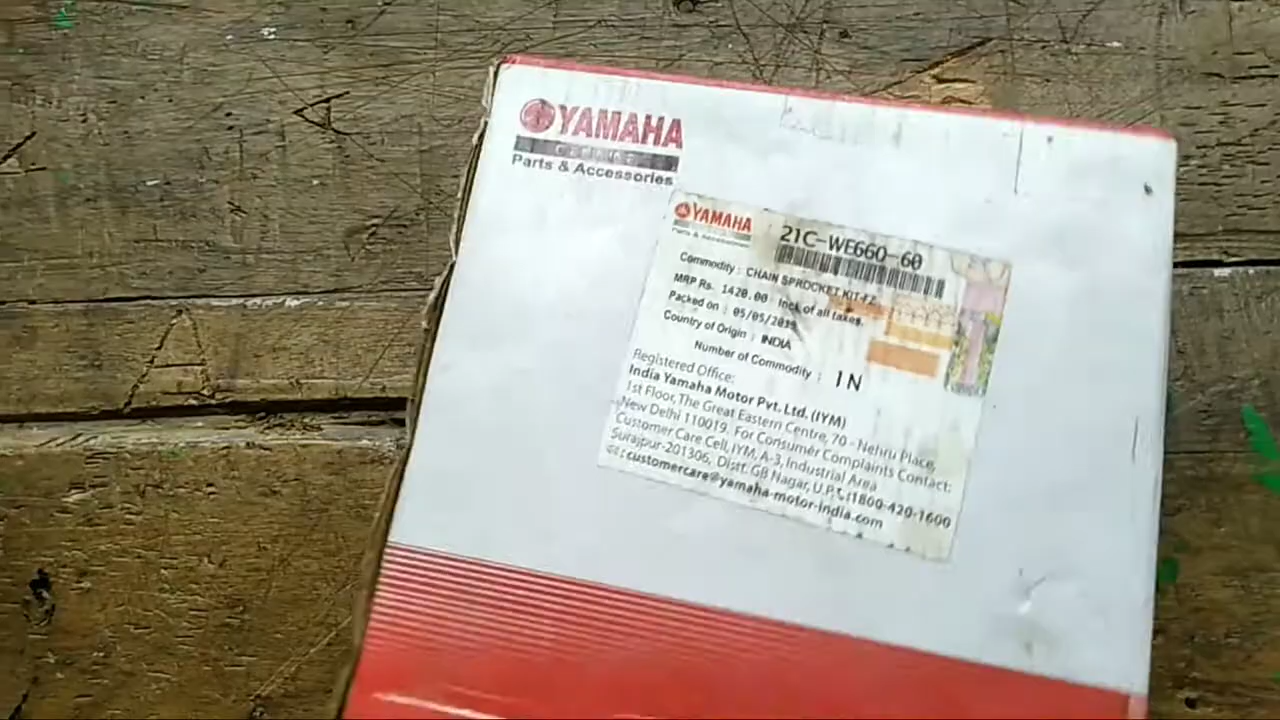 YAMAHA
GENUINE
Parts & Accessories
YAMAHA
Parts & Accessories
21C-WE660-60
Commodity : CHAIN SPROCKET KIT-FZ
MRP Rs. 1420.00 Incl. of all taxes.
Packed on : 05/05/2019
Country of Origin : INDIA
Number of Commodity : 1 N
Registered Office:
India Yamaha Motor Pvt. Ltd. (IYM)
1st Floor, The Great Eastern Centre, 70 - Nehru Place,
New Delhi 110019. For Consumer Complaints Contact:
Customer Care Cell, IYM, A-3, Industrial Area
Surajpur-201306, Distt. GB Nagar, U.P. :1800-420-1600
:customercare@yamaha-motor-india.com
A
A